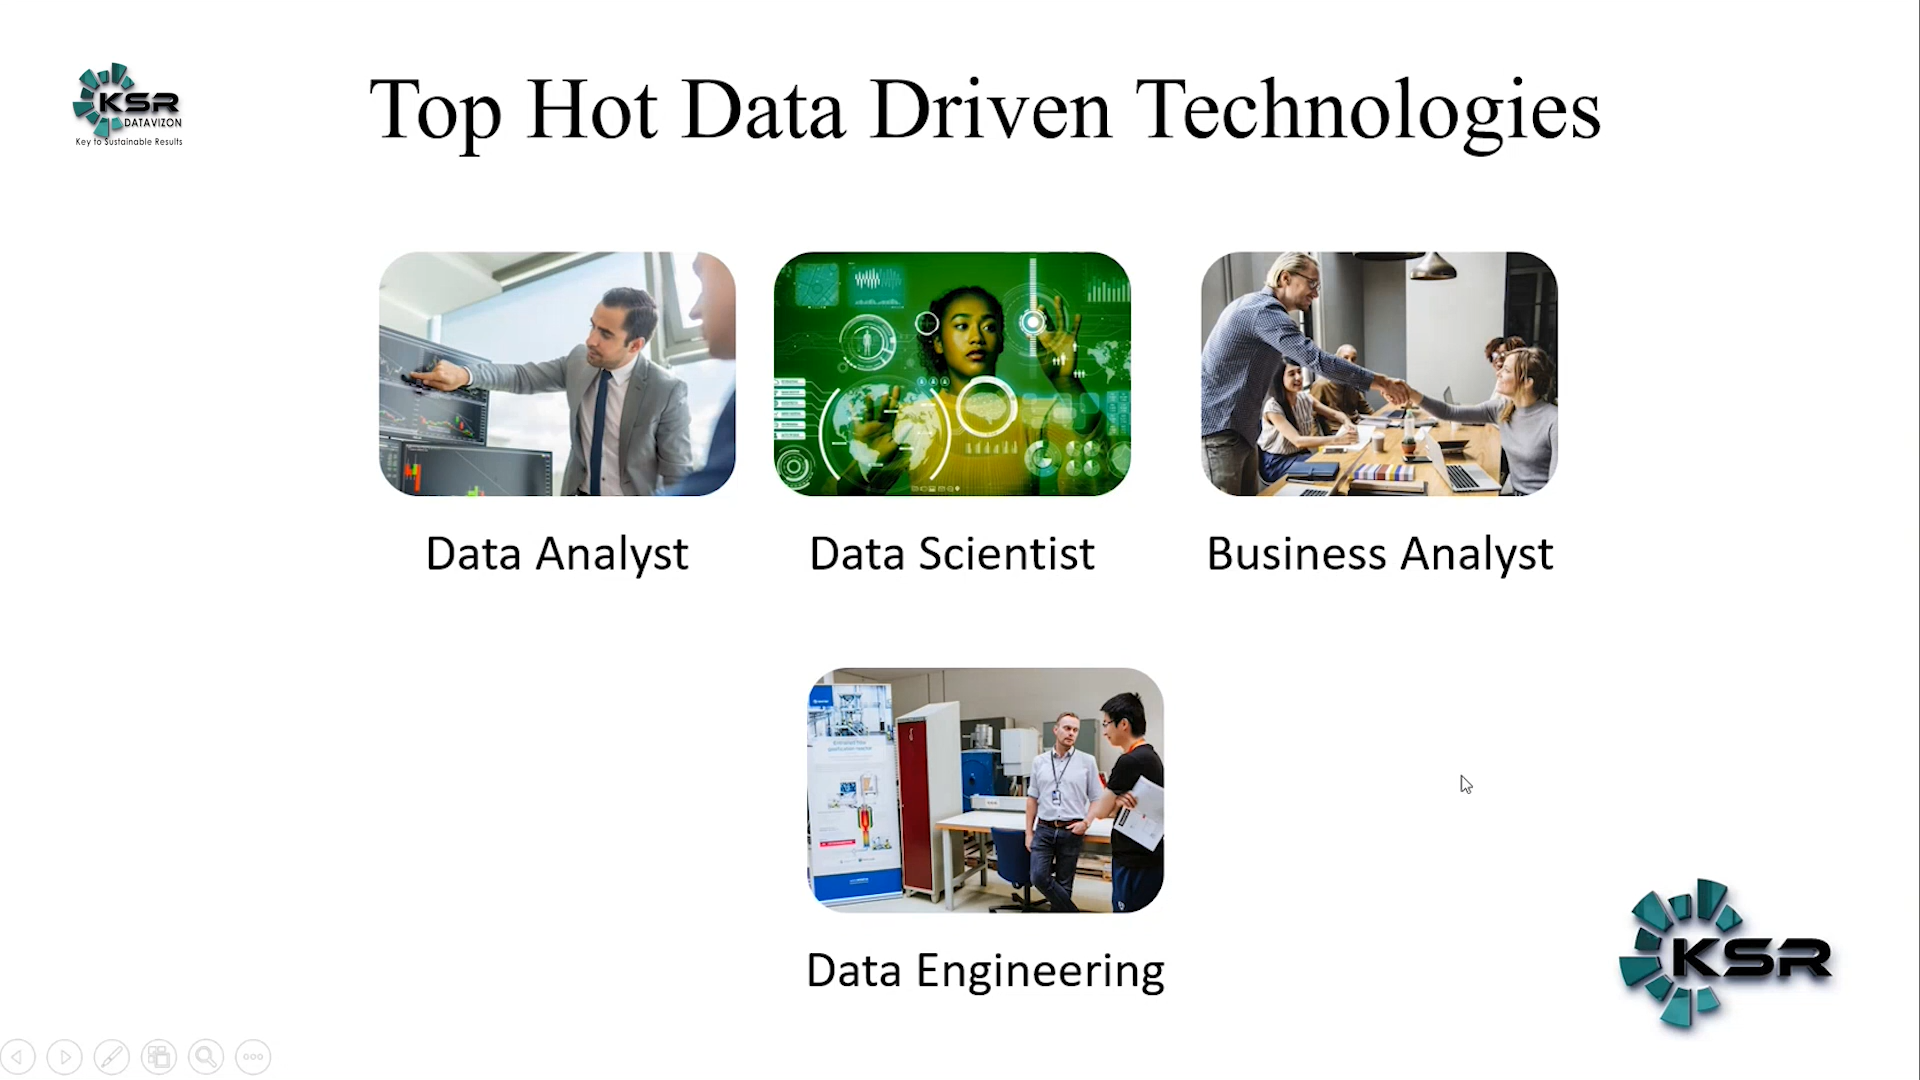 KSR
DATAVIZON
Key to Sustainable Results
Top Hot Data Driven Technologies
Data Analyst
Data Scientist
Business Analyst
Data Engineering
KSR